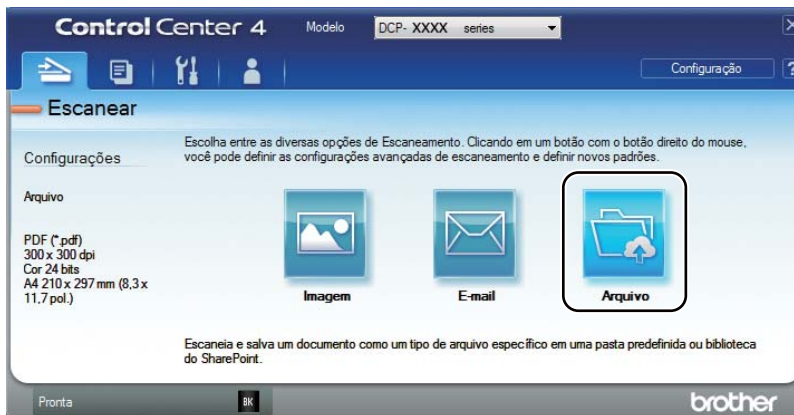 Control Center 4 Modelo DCP- XXXX series
Configuração ?
Escanear
Escolha entre as diversas opções de Escaneamento. Clicando em um botão com o botão direito do mouse,
você pode definir as configurações avançadas de escaneamento e definir novos padrões.
Configurações
Arquivo
PDF (*.pdf)
300 x 300 dpi
Cor 24 bits
A4 210 x 297 mm (8,3 x
11,7 pol.)
Imagem E-mail Arquivo
Escaneia e salva um documento como um tipo de arquivo específico em uma pasta predefinida ou biblioteca
do SharePoint.
Pronta BK brother